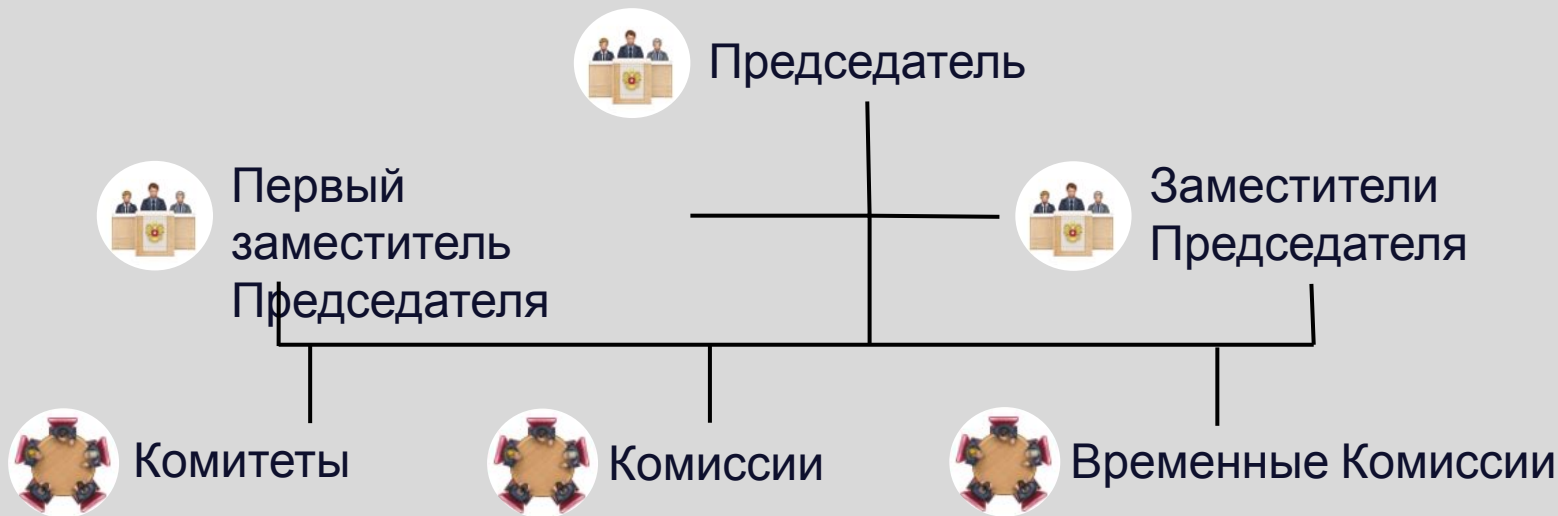 Председатель
Первый
заместитель
Председателя
Заместители
Председателя
Комитеты
Комиссии
Временные Комиссии